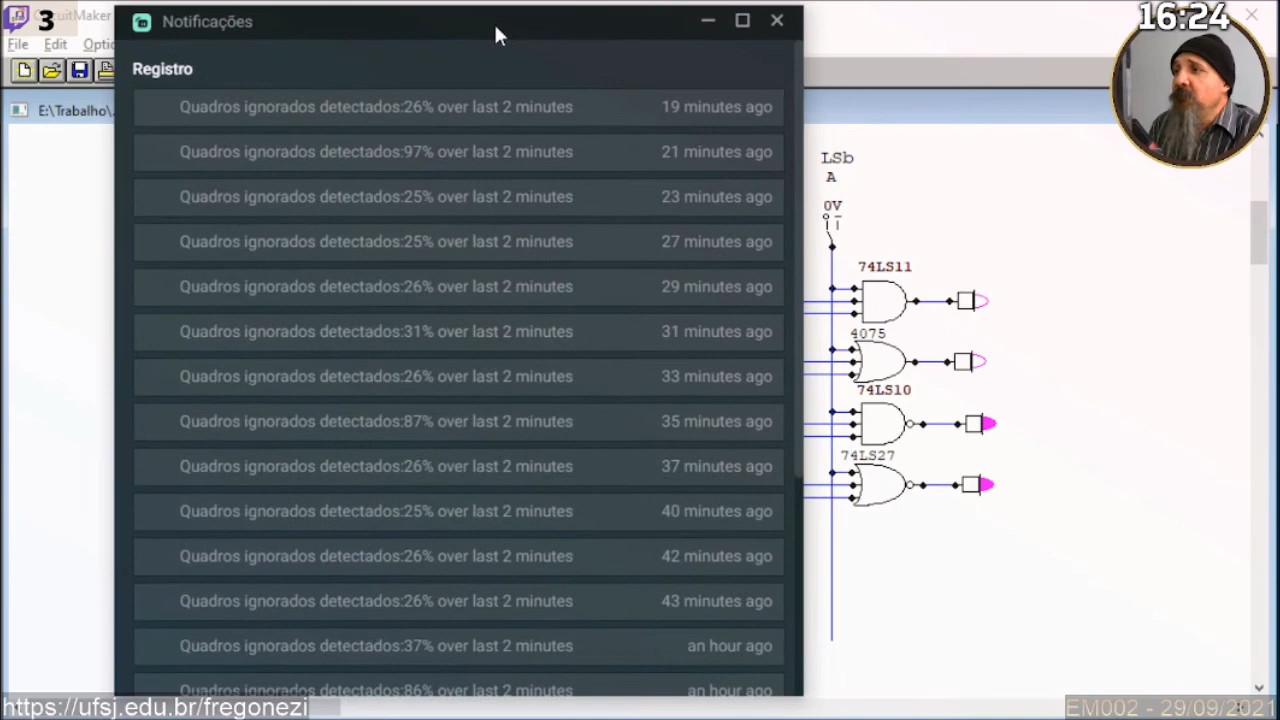 3
CircuitMaker
16:24
File Edit Optio
E:\Trabalho\.
Notificações
Registro
Quadros ignorados detectados:26% over last 2 minutes 19 minutes ago
Quadros ignorados detectados:97% over last 2 minutes 21 minutes ago
Quadros ignorados detectados:25% over last 2 minutes 23 minutes ago
Quadros ignorados detectados:25% over last 2 minutes 27 minutes ago
Quadros ignorados detectados:26% over last 2 minutes 29 minutes ago
Quadros ignorados detectados:31% over last 2 minutes 31 minutes ago
Quadros ignorados detectados:26% over last 2 minutes 33 minutes ago
Quadros ignorados detectados:87% over last 2 minutes 35 minutes ago
Quadros ignorados detectados:26% over last 2 minutes 37 minutes ago
Quadros ignorados detectados:25% over last 2 minutes 40 minutes ago
Quadros ignorados detectados:26% over last 2 minutes 42 minutes ago
Quadros ignorados detectados:26% over last 2 minutes 43 minutes ago
Quadros ignorados detectados:37% over last 2 minutes an hour ago
Quadros ignorados detectados:86% over last 2 minutes an hour ago
LSb
A
0V
74LS11
4075
74LS10
74LS27
https://ufsj.edu.br/fregonezi
EM002 - 29/09/2021